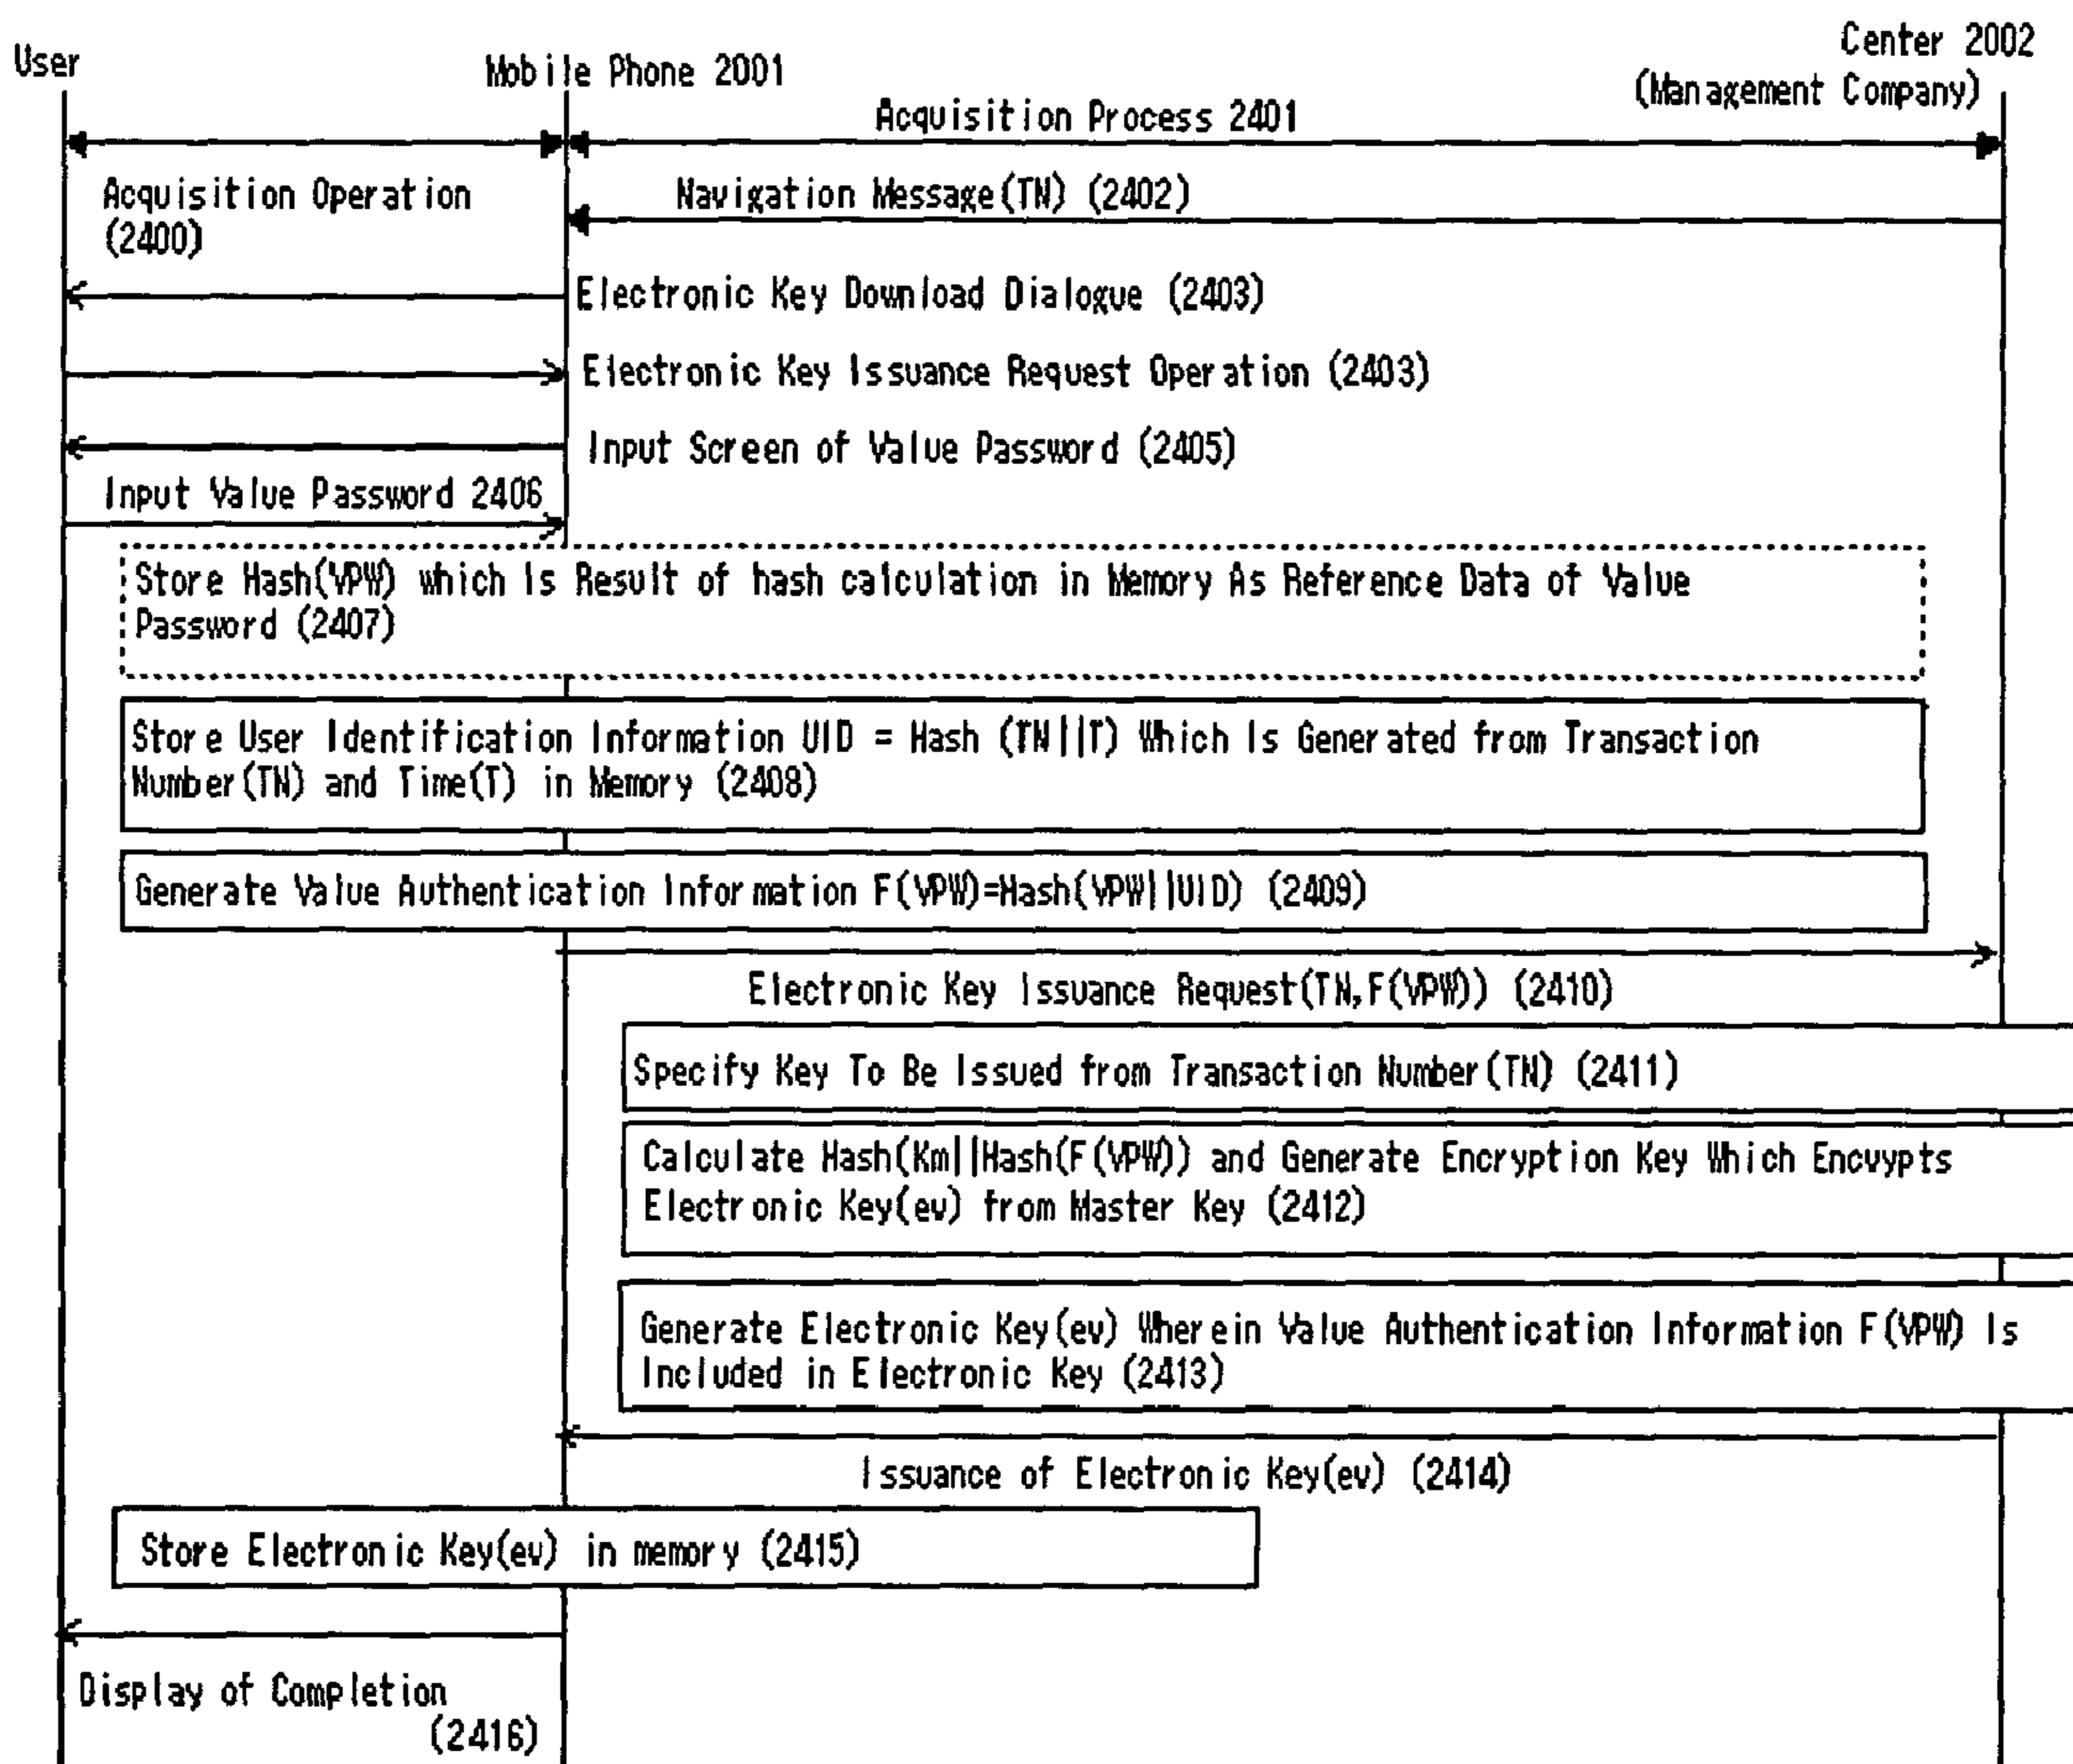 User
Mobile Phone 2001
Center 2002
(Management Company)
Acquisition Process 2401
Acquisition Operation
(2400)
Navigation Message(TN) (2402)
Electronic Key Download Dialogue (2403)
Electronic Key Issuance Request Operation (2403)
Input Screen of Value Password (2405)
Input Value Password 2406
Store Hash(VPW) which Is Result of hash calculation in Memory As Reference Data of Value
Password (2407)
Store User Identification Information UID = Hash (TN||T) Which Is Generated from Transaction
Number(TN) and Time(T) in Memory (2408)
Generate Value Authentication Information F(VPW)=Hash(VPW||UID) (2409)
Electronic Key Issuance Request(TN,F(VPW)) (2410)
Specify Key To Be Issued from Transaction Number(TN) (2411)
Calculate Hash(Km||Hash(F(VPW)) and Generate Encryption Key Which Encuypts
Electronic Key(ev) from Master Key (2412)
Generate Electronic Key(ev) Wherein Value Authentication Information F(VPW) Is
Included in Electronic Key (2413)
Issuance of Electronic Key(ev) (2414)
Store Electronic Key(ev) in memory (2415)
Display of Completion
(2416)